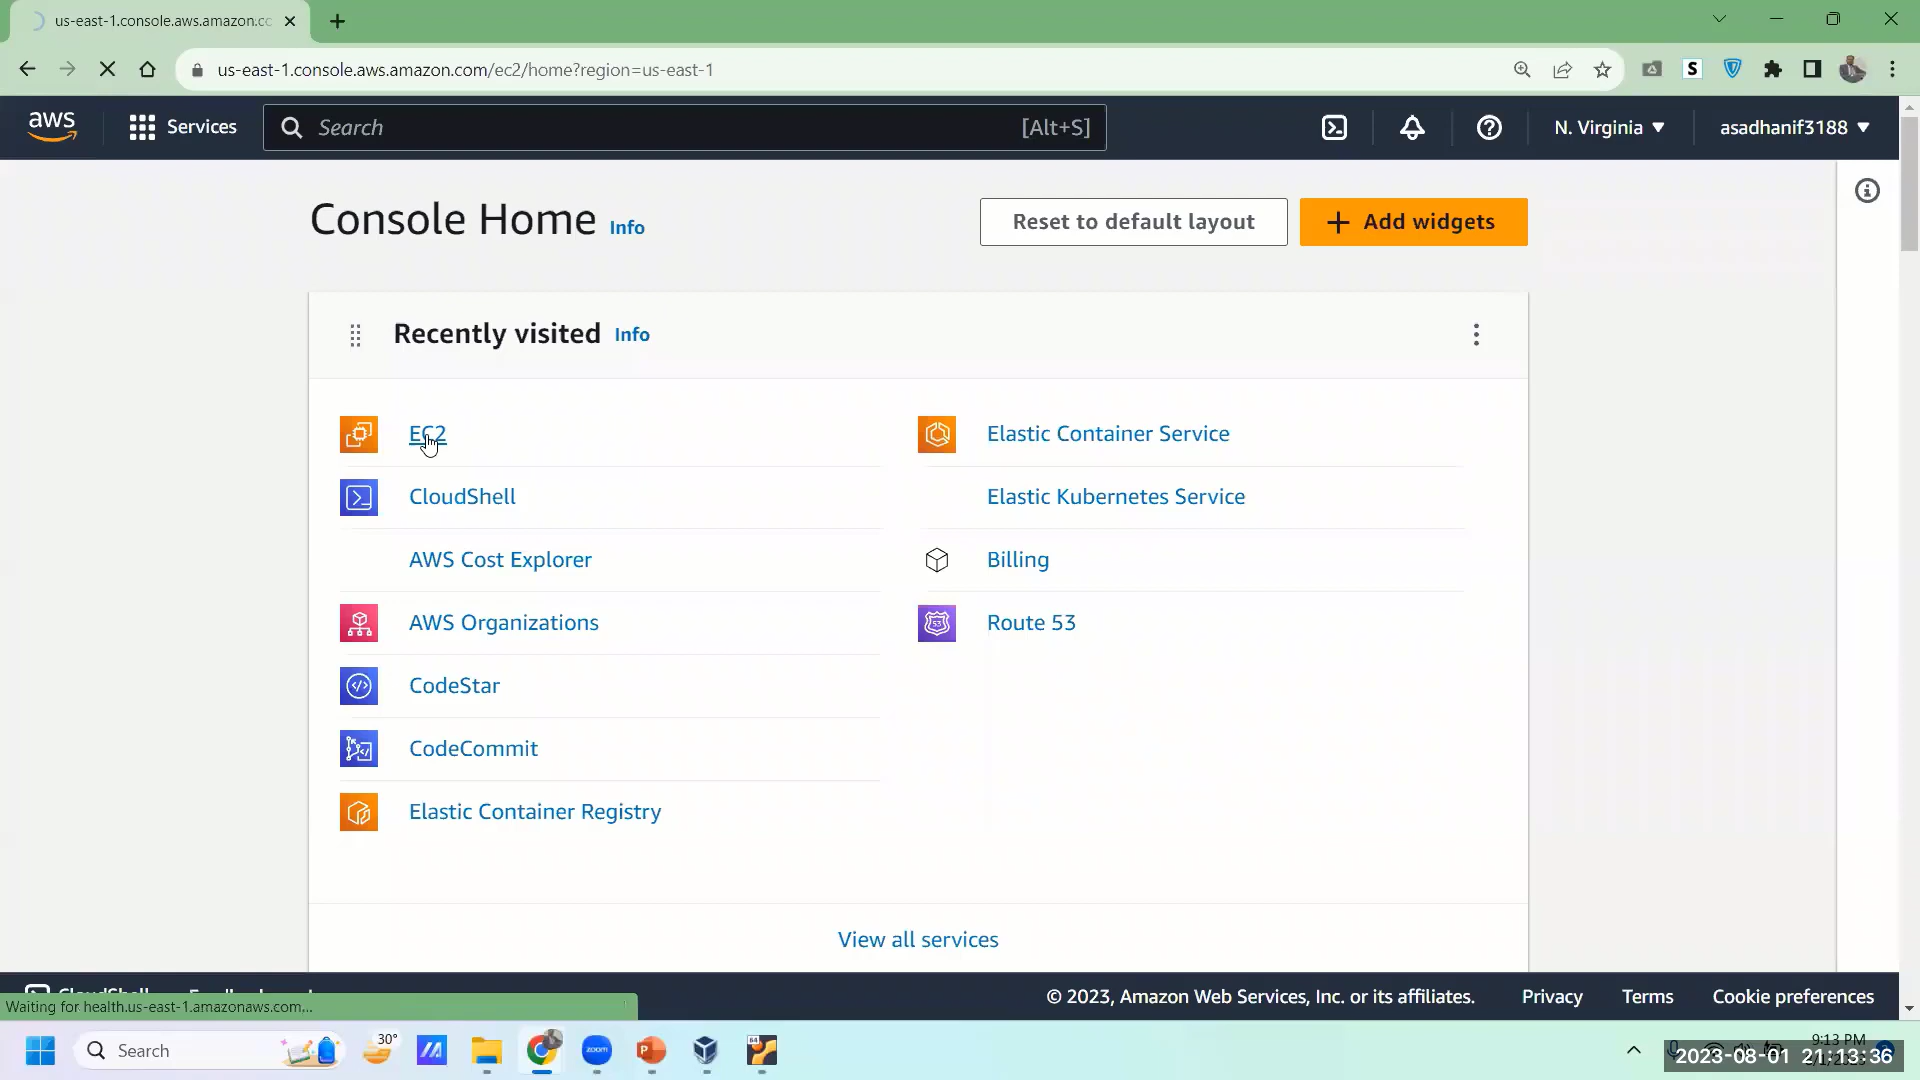 us-east-1.console.aws.amazon.cc
us-east-1.console.aws.amazon.com/ec2/home?region=us-east-1
S
aws
Services
Search
[Alt+S]
N. Virginia
asadhanif3188
Console Home Info
Reset to default layout
Add widgets
Recently visited Info
EC2
Elastic Container Service
CloudShell
Elastic Kubernetes Service
AWS Cost Explorer
Billing
AWS Organizations
Route 53
CodeStar
CodeCommit
Elastic Container Registry
View all services
© 2023, Amazon Web Services, Inc. or its affiliates.
Privacy
Terms
Cookie preferences
Waiting for health.us-east-1.amazonaws.com...
Search
30°
zoom
64
9:13 PM
2023-08-01 21:13:36